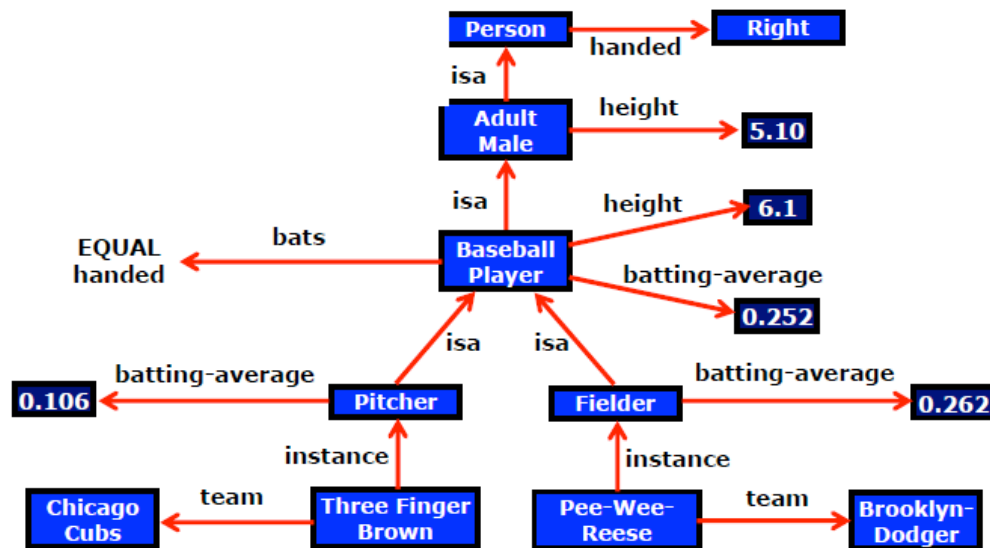 Person
handed
Right
isa
Adult
Male
height
5.10
isa
height
6.1
EQUAL
handed
bats
Baseball
Player
batting-average
0.252
isa
isa
0.106
batting-average
Pitcher
Fielder
batting-average
0.262
instance
instance
Chicago
Cubs
team
Three Finger
Brown
Pee-Wee-
Reese
team
Brooklyn-
Dodger